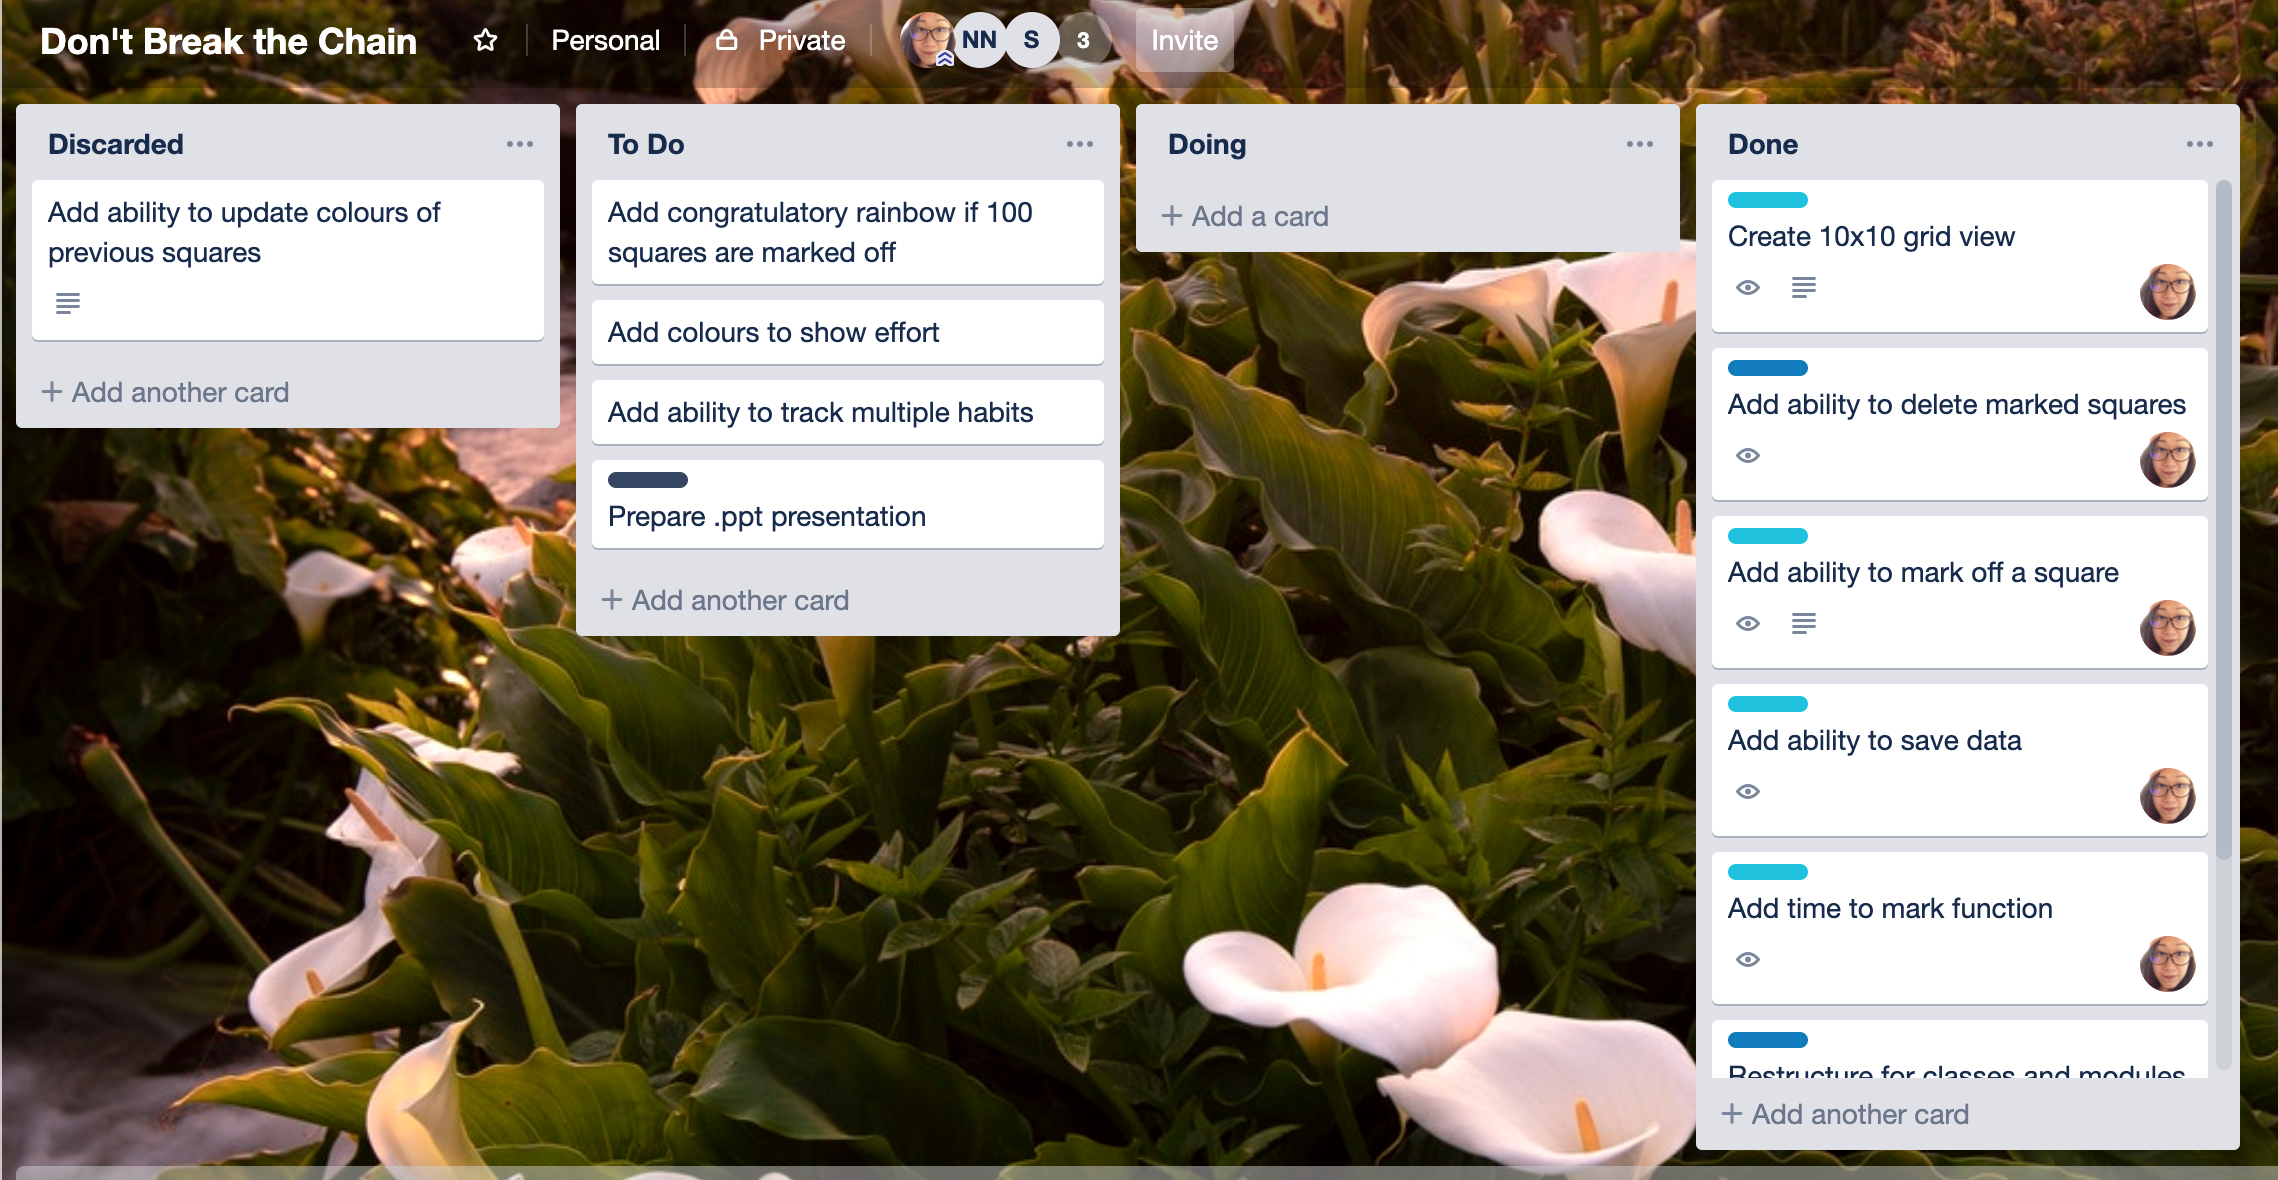 Don't Break the Chain
Personal
Private
NN
S
3
Invite
Discarded
Add ability to update colours of
previous squares
+ Add another card
To Do
Add congratulatory rainbow if 100
squares are marked off
Add colours to show effort
Add ability to track multiple habits
Prepare .ppt presentation
+ Add another card
Doing
+ Add a card
Done
Create 10x10 grid view
Add ability to delete marked squares
Add ability to mark off a square
Add ability to save data
Add time to mark function
Restructure for classes and modules
+ Add another card